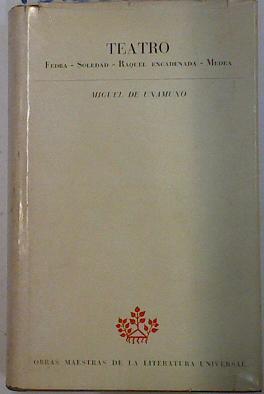 TEATRO
FEDRA - SOLEDAD - RAQUEL ENCADENADA - MEDEA
MIGUEL DE UNAMUNO
OBRAS MAESTRAS DE LA LITERATURA UNIVERSAL